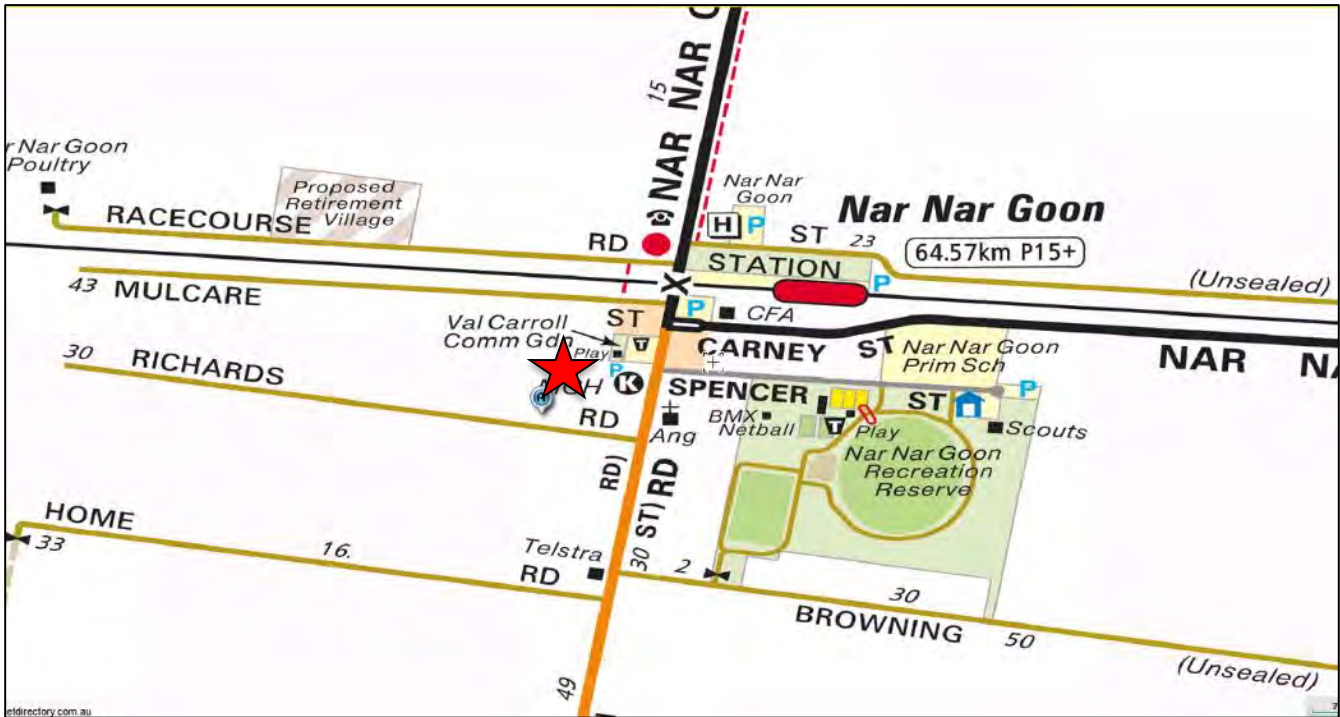 15
NAR NAR
r Nar Goon
Poultry
Proposed
Retirement
Village
RACECOURSE
RD
Nar Nar
Goon
H P
ST 23
Nar Nar Goon
64.57km P15+
STATION
P
(Unsealed)
43 MULCARE
ST
P
CFA
Val Carroll
Comm Gdn
Play
T
P
K
CARNEY ST
Nar Nar Goon
Prim Sch
NAR
30 RICHARDS
RD
SPENCER
ST
P
Ang
BMX
Netball
T
Play
Scouts
Nar Nar Goon
Recreation
Reserve
RD)
ST) RD
HOME
33
16.
Telstra
RD
30
2
30
BROWNING
50
(Unsealed)
49
etdirectory.com.au